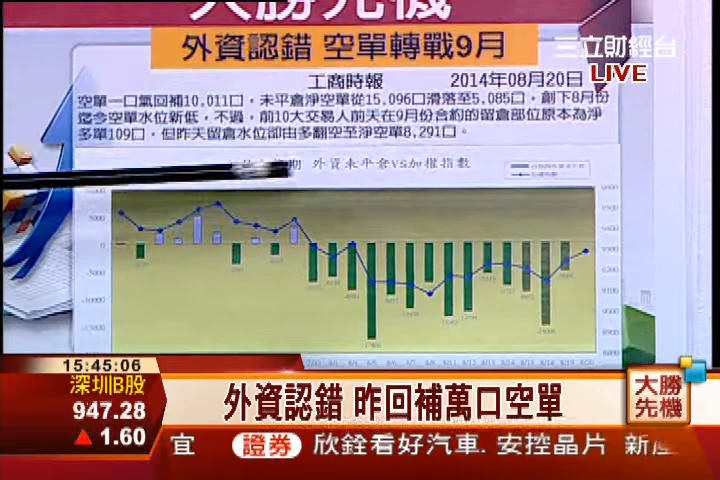 大勝先機
外資認錯 空單轉戰9月
三立財經台
LIVE
工商時報 2014年08月20日
空單一口氣回補10,011口，未平倉淨空單從15,096口滑落至5,085口，創下8月份
迄今空單水位新低，不過，前10大交易人前天在9月份合約的留倉部位原本為淨
多單109口，但昨天留倉水位卻由多翻空至淨空單8,291口。
期 外資未平倉VS加權指數
15:45:06
深圳B股
947.28
▲1.60
外資認錯 昨回補萬口空單
大勝
先機
宜 證券 欣銓看好汽車. 安控晶片 新